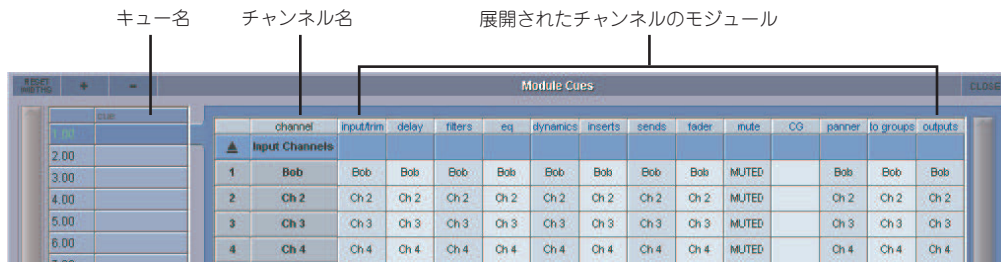 キュー名 チャンネル名 展開されたチャンネルのモジュール
RESET WIDTHS + - Module Cues CLOSE
cue
1.00
2.00
3.00
4.00
5.00
6.00
channel input/trim delay filters eq dynamics inserts sends fader mute CG panner to groups outputs
Input Channels
1 Bob Bob Bob Bob Bob Bob Bob Bob Bob MUTED Bob Bob Bob
2 Ch 2 Ch 2 Ch 2 Ch 2 Ch 2 Ch 2 Ch 2 Ch 2 Ch 2 MUTED Ch 2 Ch 2 Ch 2
3 Ch 3 Ch 3 Ch 3 Ch 3 Ch 3 Ch 3 Ch 3 Ch 3 Ch 3 MUTED Ch 3 Ch 3 Ch 3
4 Ch 4 Ch 4 Ch 4 Ch 4 Ch 4 Ch 4 Ch 4 Ch 4 Ch 4 MUTED Ch 4 Ch 4 Ch 4